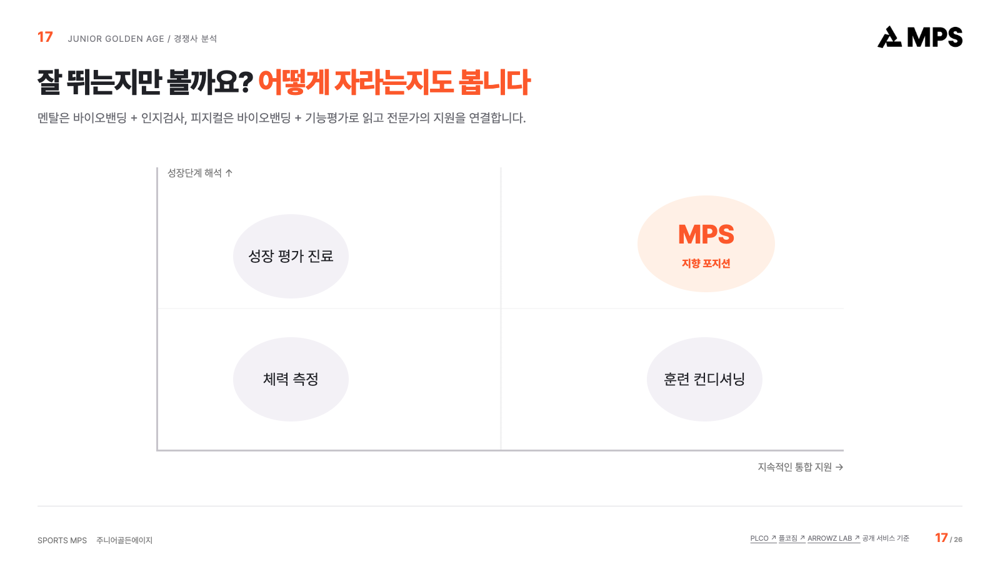 17 JUNIOR GOLDEN AGE / 경쟁사 분석
MPS
잘 뛰는지만 볼까요? 어떻게 자라는지도 봅니다
멘탈은 바이오밴딩 + 인지검사, 피지컬은 바이오밴딩 + 기능평가로 읽고 전문가의 지원을 연결합니다.
성장단계 해석 ↑
성장 평가 진료
MPS
지향 포지션
체력 측정
훈련 컨디셔닝
지속적인 통합 지원 →
SPORTS MPS 주니어골든에이지
PLCO ↗ 플코짐 ↗ ARROWZ LAB ↗ 공개 서비스 기준
17 / 26